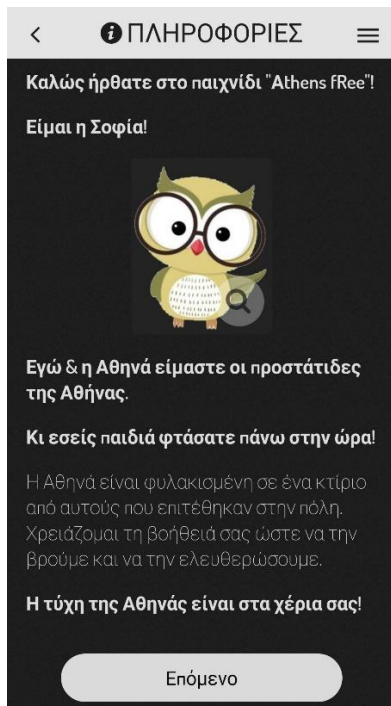 ΠΛΗΡΟΦΟΡΙΕΣ
Καλώς ήρθατε στο παιχνίδι "Athens fRee"!
Είμαι η Σοφία!
Εγώ & η Αθηνά είμαστε οι προστάτιδες
της Αθήνας.
Κι εσείς παιδιά φτάσατε πάνω στην ώρα!
Η Αθηνά είναι φυλακισμένη σε ένα κτίριο
από αυτούς που επιτέθηκαν στην πόλη.
Χρειάζομαι τη βοήθειά σας ώστε να την
βρούμε και να την ελευθερώσουμε.
Η τύχη της Αθηνάς είναι στα χέρια σας!
Επόμενο